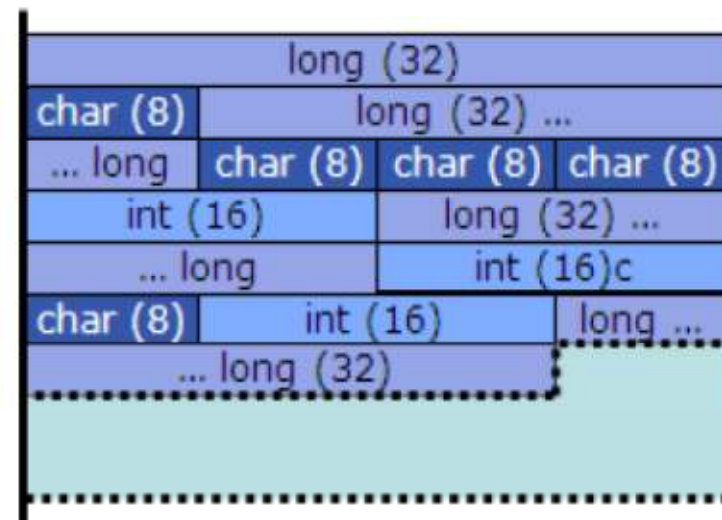 long (32)
char (8) long (32) ...
... long char (8) char (8) char (8)
int (16) long (32) ...
... long int (16)c
char (8) int (16) long ...
... long (32)